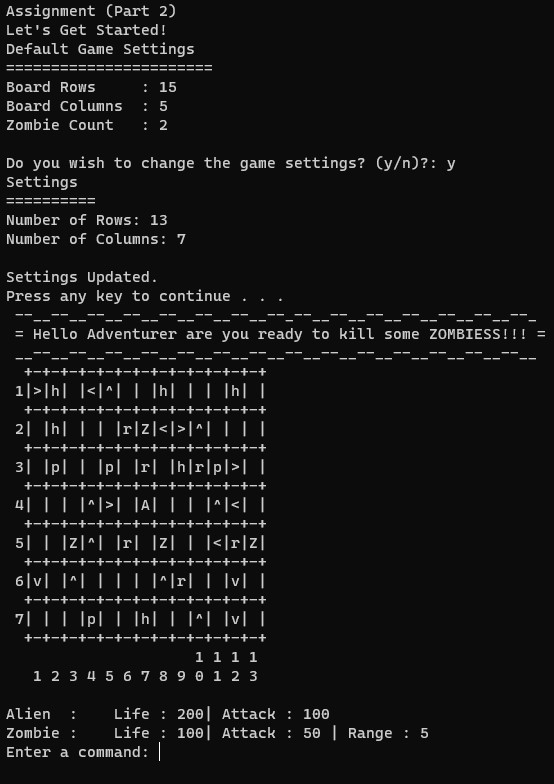 Assignment (Part 2)
Let's Get Started!
Default Game Settings
=======================
Board Rows     : 15
Board Columns  : 5
Zombie Count   : 2

Do you wish to change the game settings? (y/n)?: y
Settings
==========
Number of Rows: 13
Number of Columns: 7

Settings Updated.
Press any key to continue . . .
 --__--__--__--__--__--__--__--__--__--__--__--__--__--__--_
 = Hello Adventurer are you ready to kill some ZOMBIESS!!! =
 __--__--__--__--__--__--__--__--__--__--__--__--__--__--__
  +-+-+-+-+-+-+-+-+-+-+-+-+-+
 1|>|h| |<|^| | |h| | | |h| |
  +-+-+-+-+-+-+-+-+-+-+-+-+-+
 2| |h| | | |r|Z|<|>|^| | | |
  +-+-+-+-+-+-+-+-+-+-+-+-+-+
 3| |p| | |p| |r| |h|r|p|>| |
  +-+-+-+-+-+-+-+-+-+-+-+-+-+
 4| | | |^|>| |A| | | |^|<| |
  +-+-+-+-+-+-+-+-+-+-+-+-+-+
 5| | |Z|^| |r| |Z| | |<|r|Z|
  +-+-+-+-+-+-+-+-+-+-+-+-+-+
 6|v| |^| | | | |^|r| | |v| |
  +-+-+-+-+-+-+-+-+-+-+-+-+-+
 7| | | |p| | |h| | |^| |v| |
  +-+-+-+-+-+-+-+-+-+-+-+-+-+
                     1 1 1 1
   1 2 3 4 5 6 7 8 9 0 1 2 3

Alien  :    Life : 200| Attack : 100
Zombie :    Life : 100| Attack : 50 | Range : 5
Enter a command: